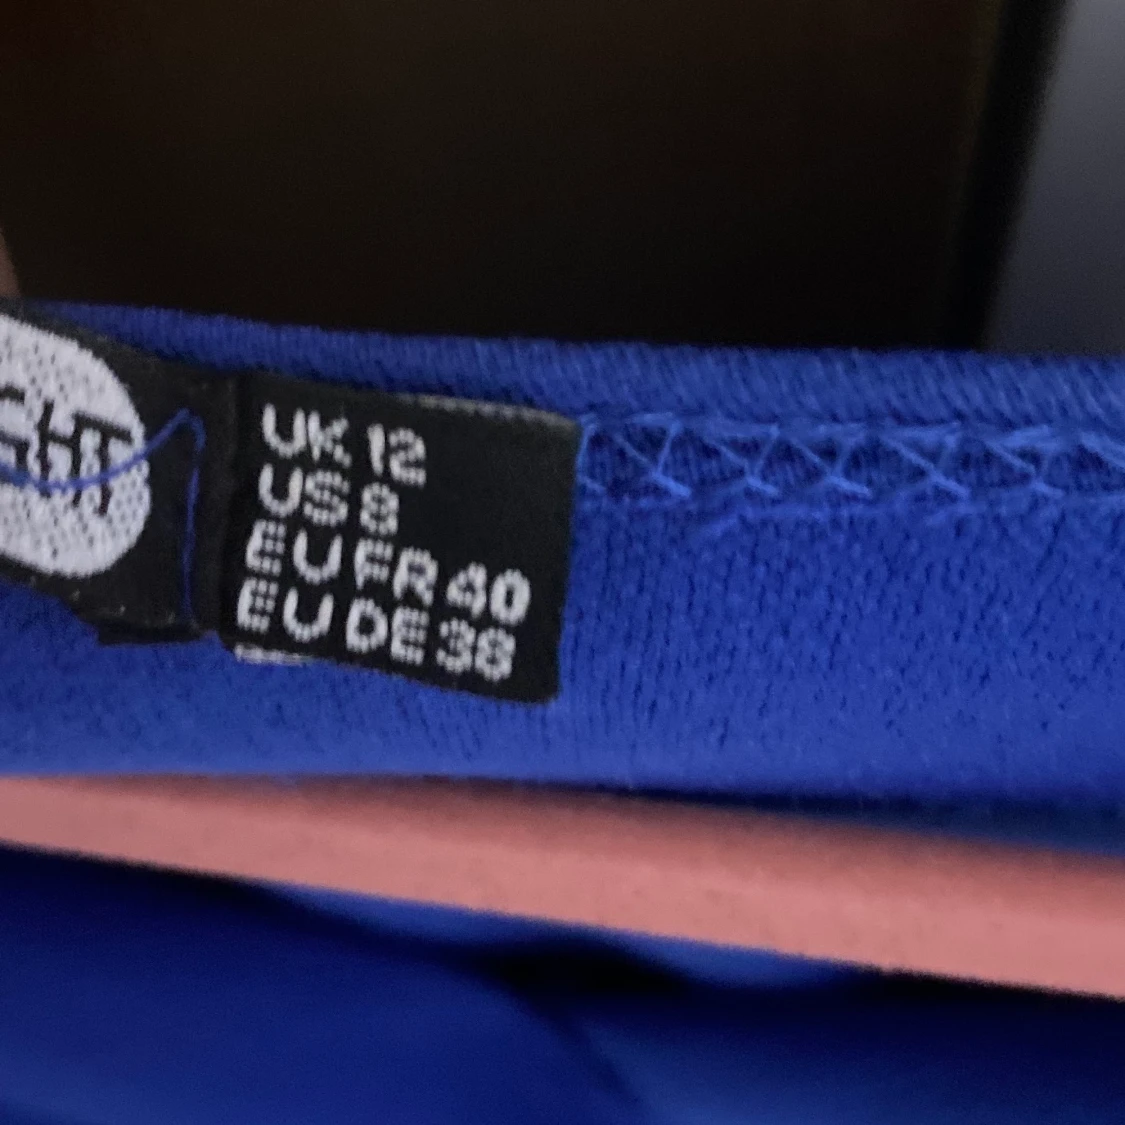 UK 12
US 8
EU FR 40
EU DE 38